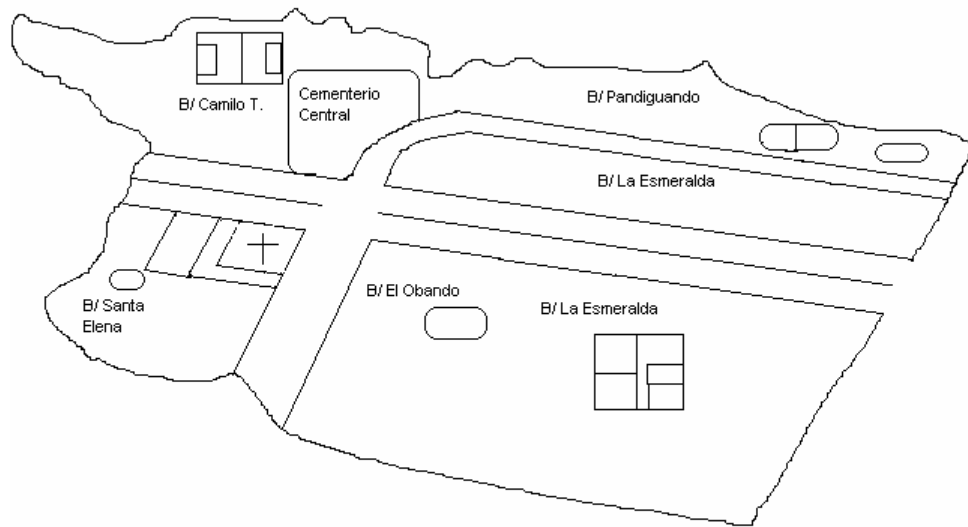 B/ Camilo T.
Cementerio
Central
B/ Pandiguando
B/ La Esmeralda
B/ Santa
Elena
B/ El Obando
B/ La Esmeralda